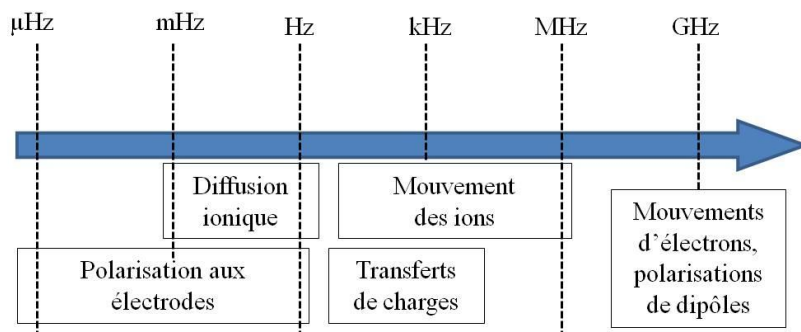 µHz mHz Hz kHz MHz GHz
Diffusion
ionique
Mouvement
des ions
Mouvements
d’électrons,
polarisations
de dipôles
Polarisation aux
électrodes
Transferts
de charges